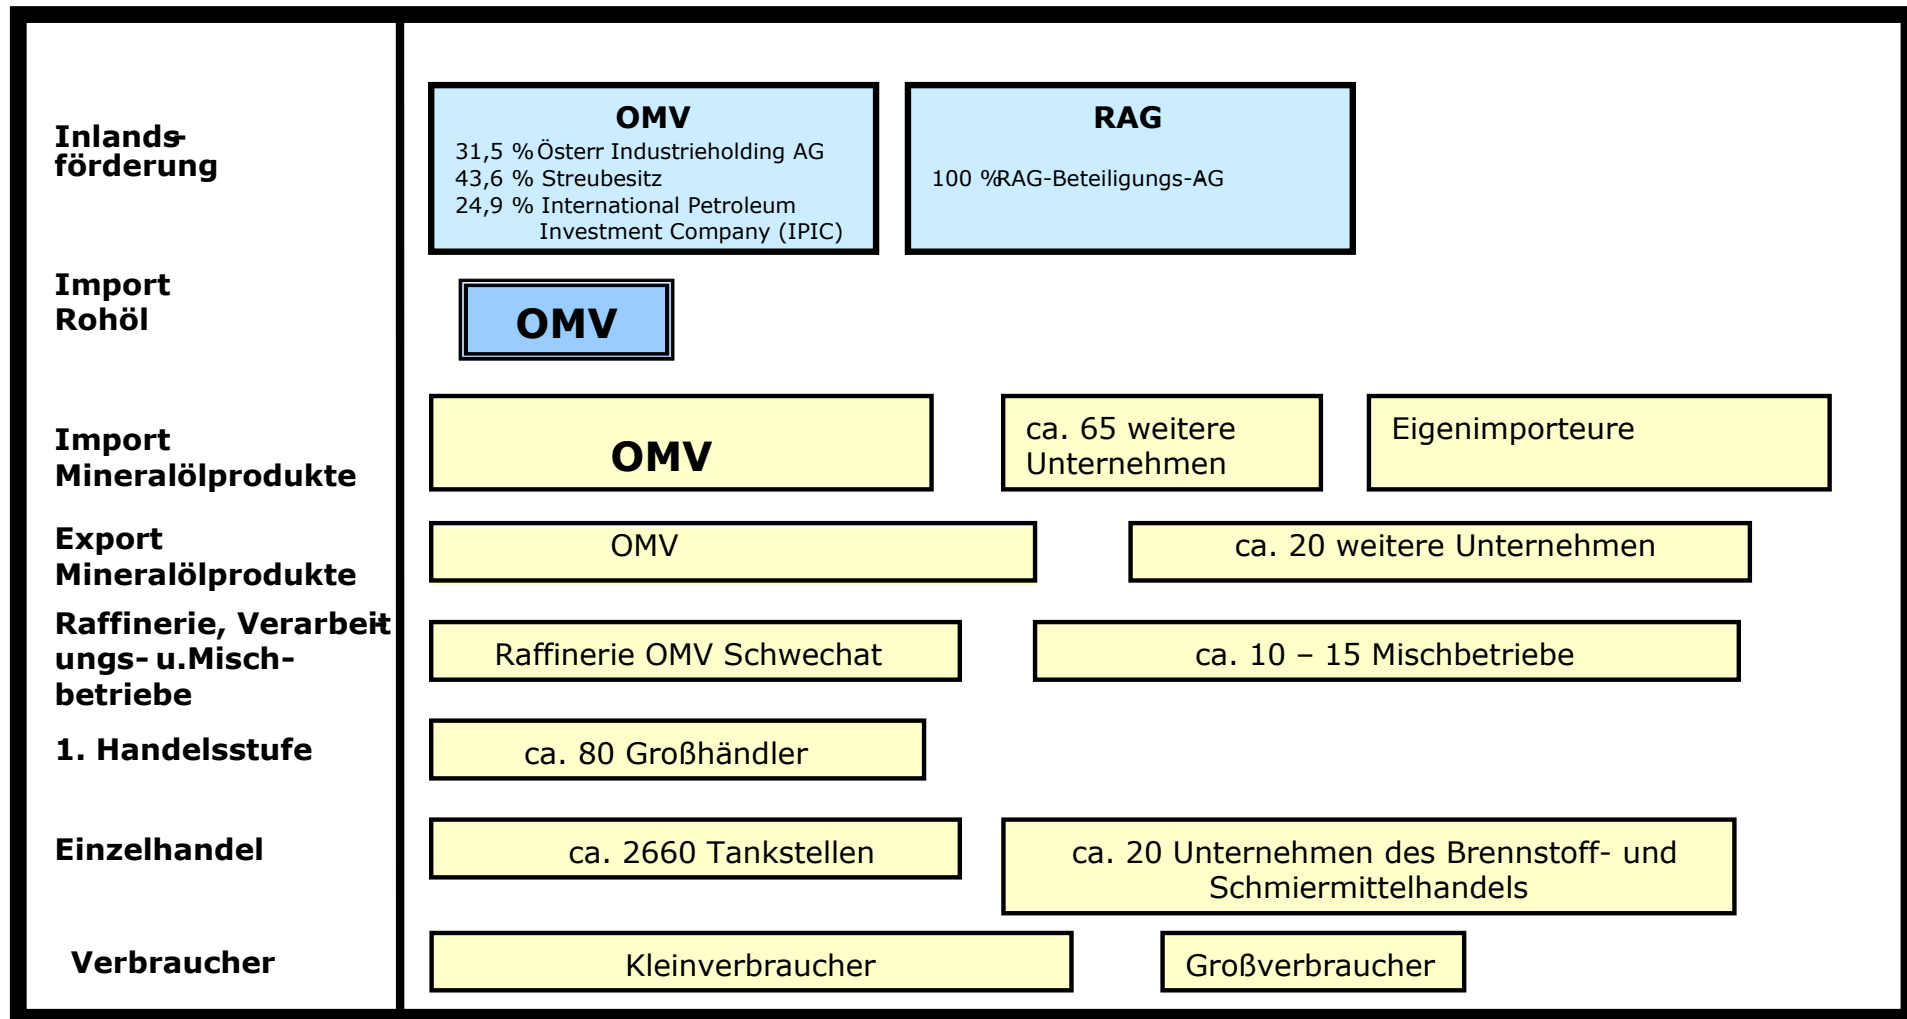 Inlands-
förderung
OMV
31,5 % Österr Industrieholding AG
43,6 % Streubesitz
24,9 % International Petroleum
Investment Company (IPIC)
RAG
100 %RAG-Beteiligungs-AG
Import
Rohöl
OMV
Import
Mineralölprodukte
OMV
ca. 65 weitere
Unternehmen
Eigenimporteure
Export
Mineralölprodukte
OMV
ca. 20 weitere Unternehmen
Raffinerie, Verarbeit-
ungs- u.Misch-
betriebe
Raffinerie OMV Schwechat
ca. 10 – 15 Mischbetriebe
1. Handelsstufe
ca. 80 Großhändler
Einzelhandel
ca. 2660 Tankstellen
ca. 20 Unternehmen des Brennstoff- und
Schmiermittelhandels
Verbraucher
Kleinverbraucher
Großverbraucher